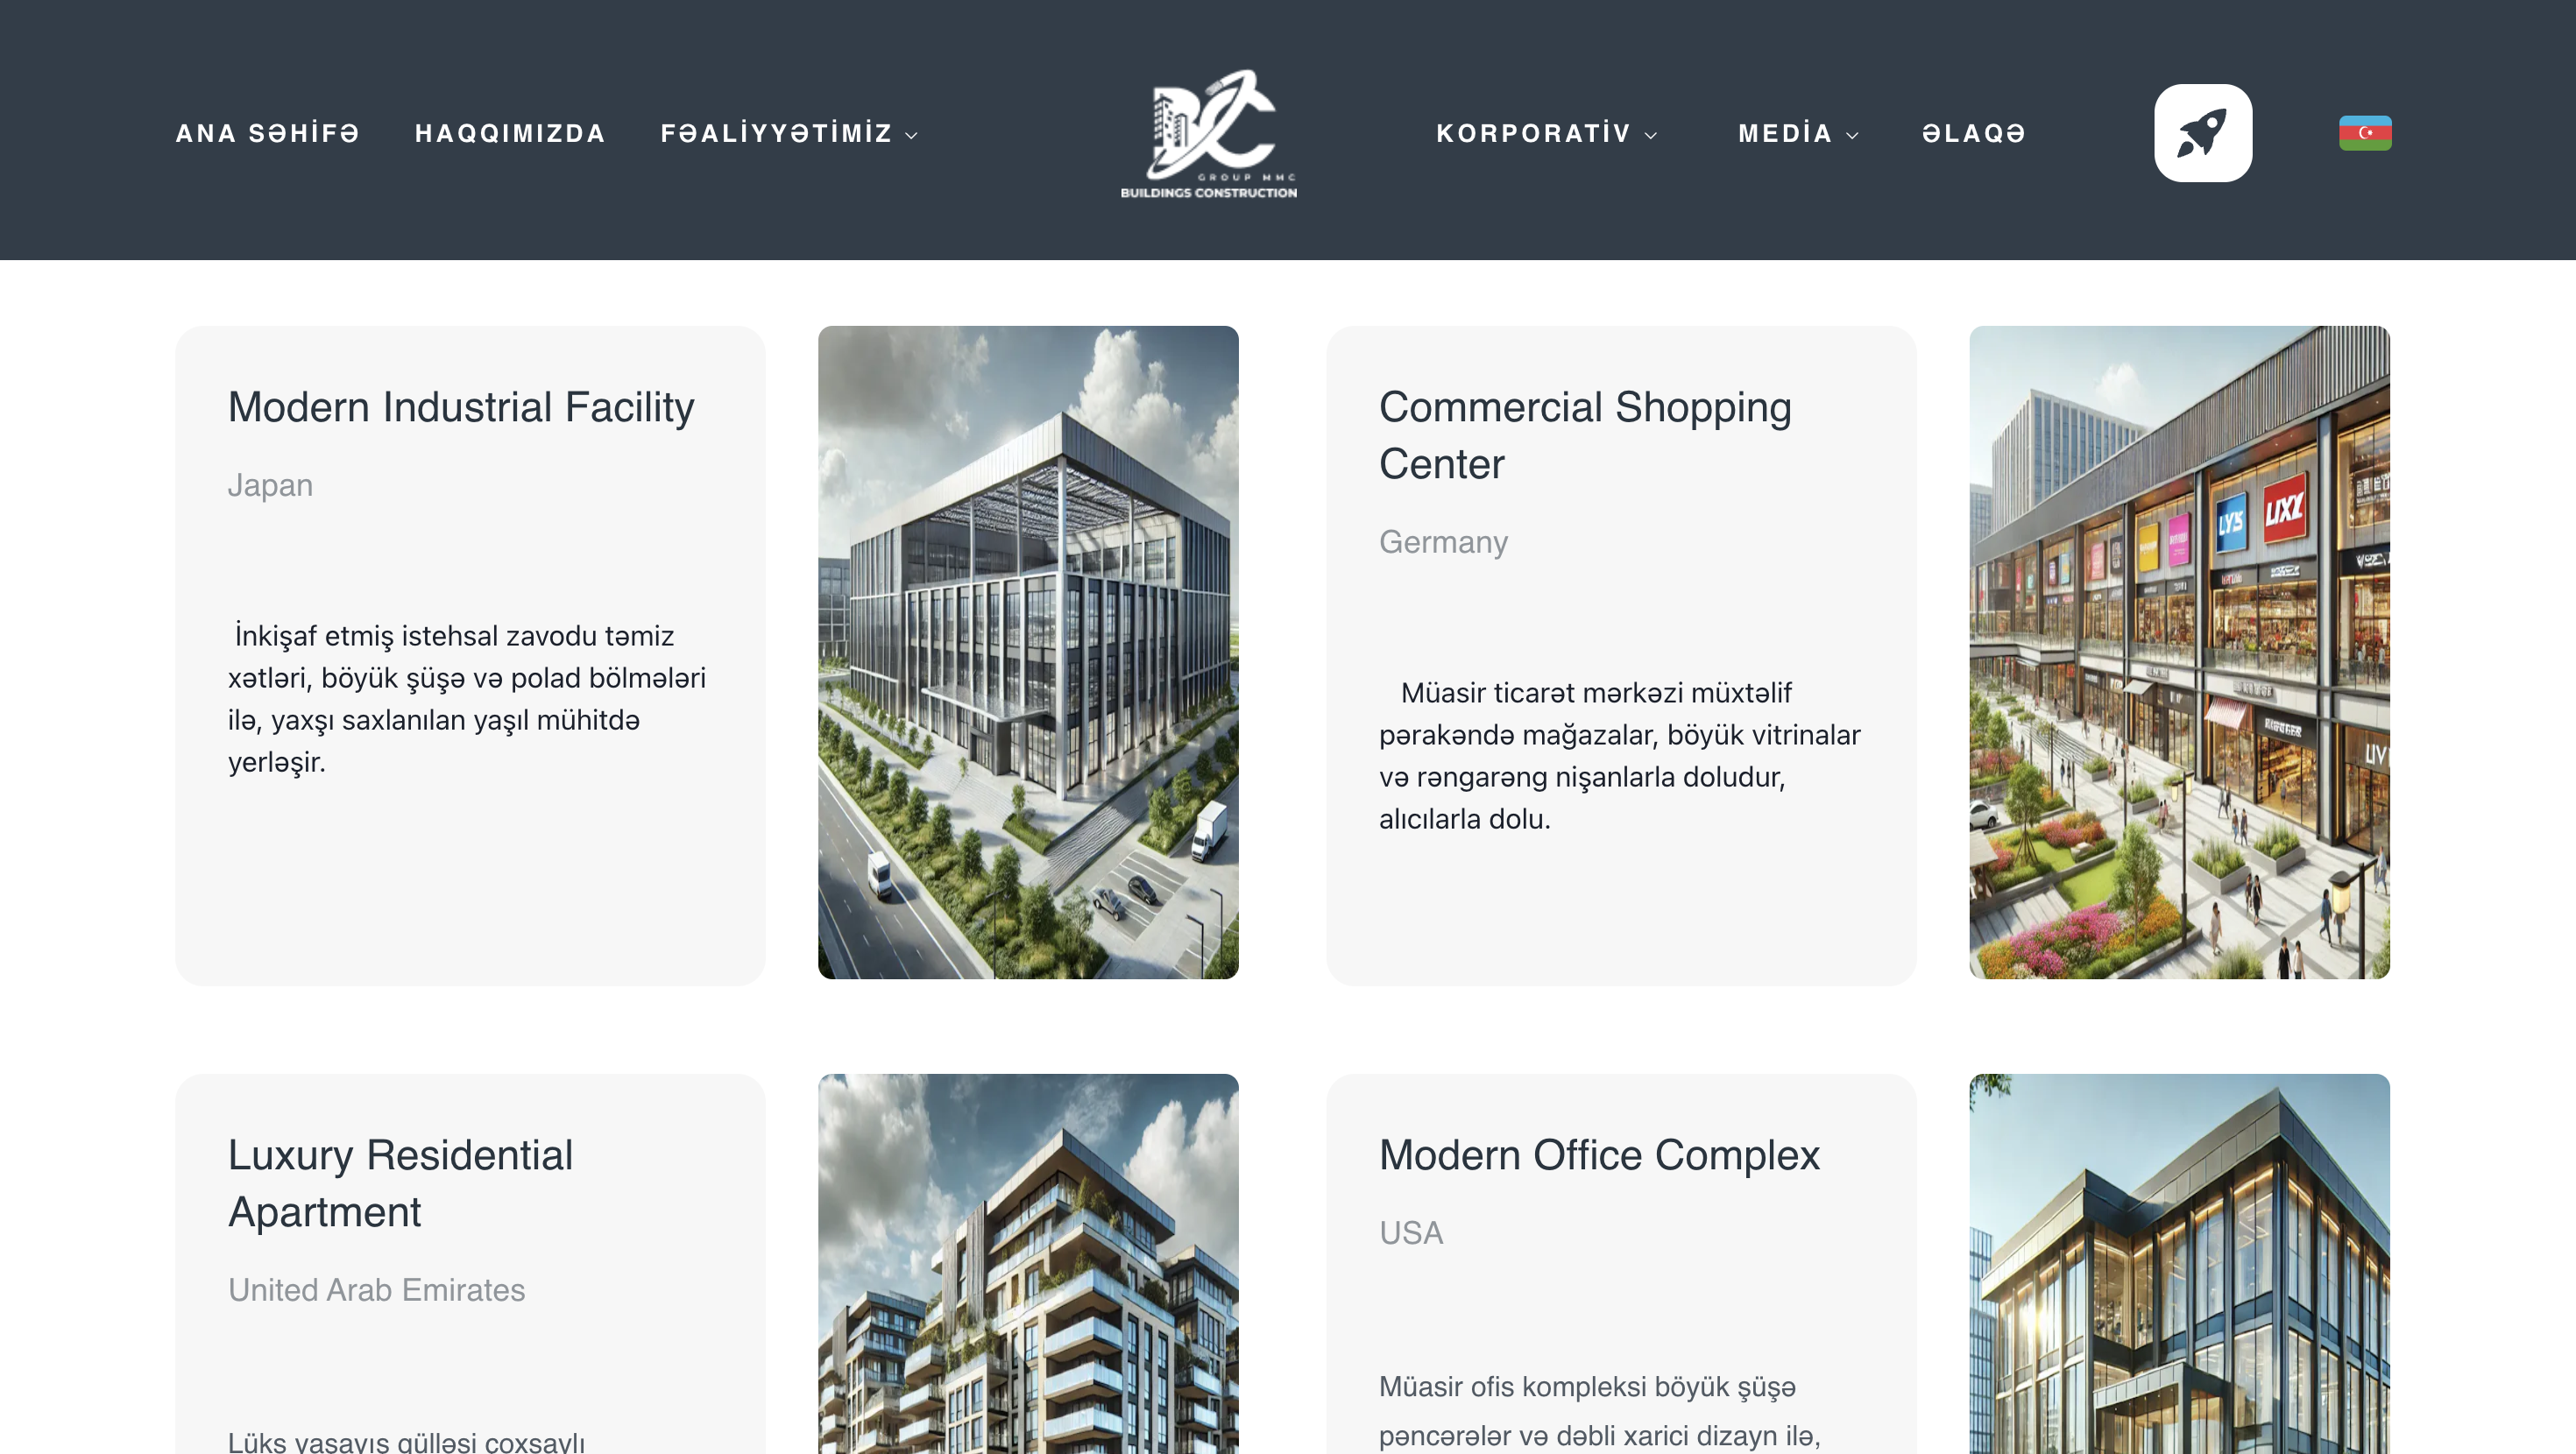 ANA SƏHİFƏ
HAQQIMIZDA
FƏALİYYƏTİMİZ
BC
GROUP MMC
BUILDINGS CONSTRUCTION
KORPORATİV
MEDİA
ƏLAQƏ
Modern Industrial Facility
Japan
İnkişaf etmiş istehsal zavodu təmiz
xətləri, böyük şüşə və polad bölmələri
ilə, yaxşı saxlanılan yaşıl mühitdə
yerləşir.
Commercial Shopping
Center
Germany
Müasir ticarət mərkəzi müxtəlif
pərakəndə mağazalar, böyük vitrinalar
və rəngarəng nişanlarla doludur,
alıcılarla dolu.
LY'S
LIXZ
Luxury Residential
Apartment
United Arab Emirates
Lüks yaşayış qülləsi çoxsaylı
Modern Office Complex
USA
Müasir ofis kompleksi böyük şüşə
pəncərələr və dəbli xarici dizayn ilə,